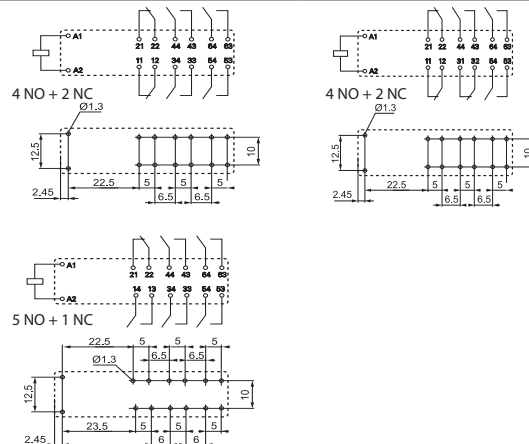 A1
21 22 44 43 64 63
A2
11 12 34 33 54 53
4 NO + 2 NC
Ø1.3
12.5
10
22.5 5 5 5
2.45
6.5 6.5
A1
21 22 44 43 64 63
A2
11 12 31 32 54 53
4 NO + 2 NC
Ø1.3
12.5
10
22.5 5 5 5
2.45
6.5 6.5
A1
21 22 44 43 64 63
A2
14 13 34 33 54 53
5 NO + 1 NC
22.5 5 5 5
Ø1.3 6.5 6.5
12.5
10
23.5 5 5 5
2.45 6 6